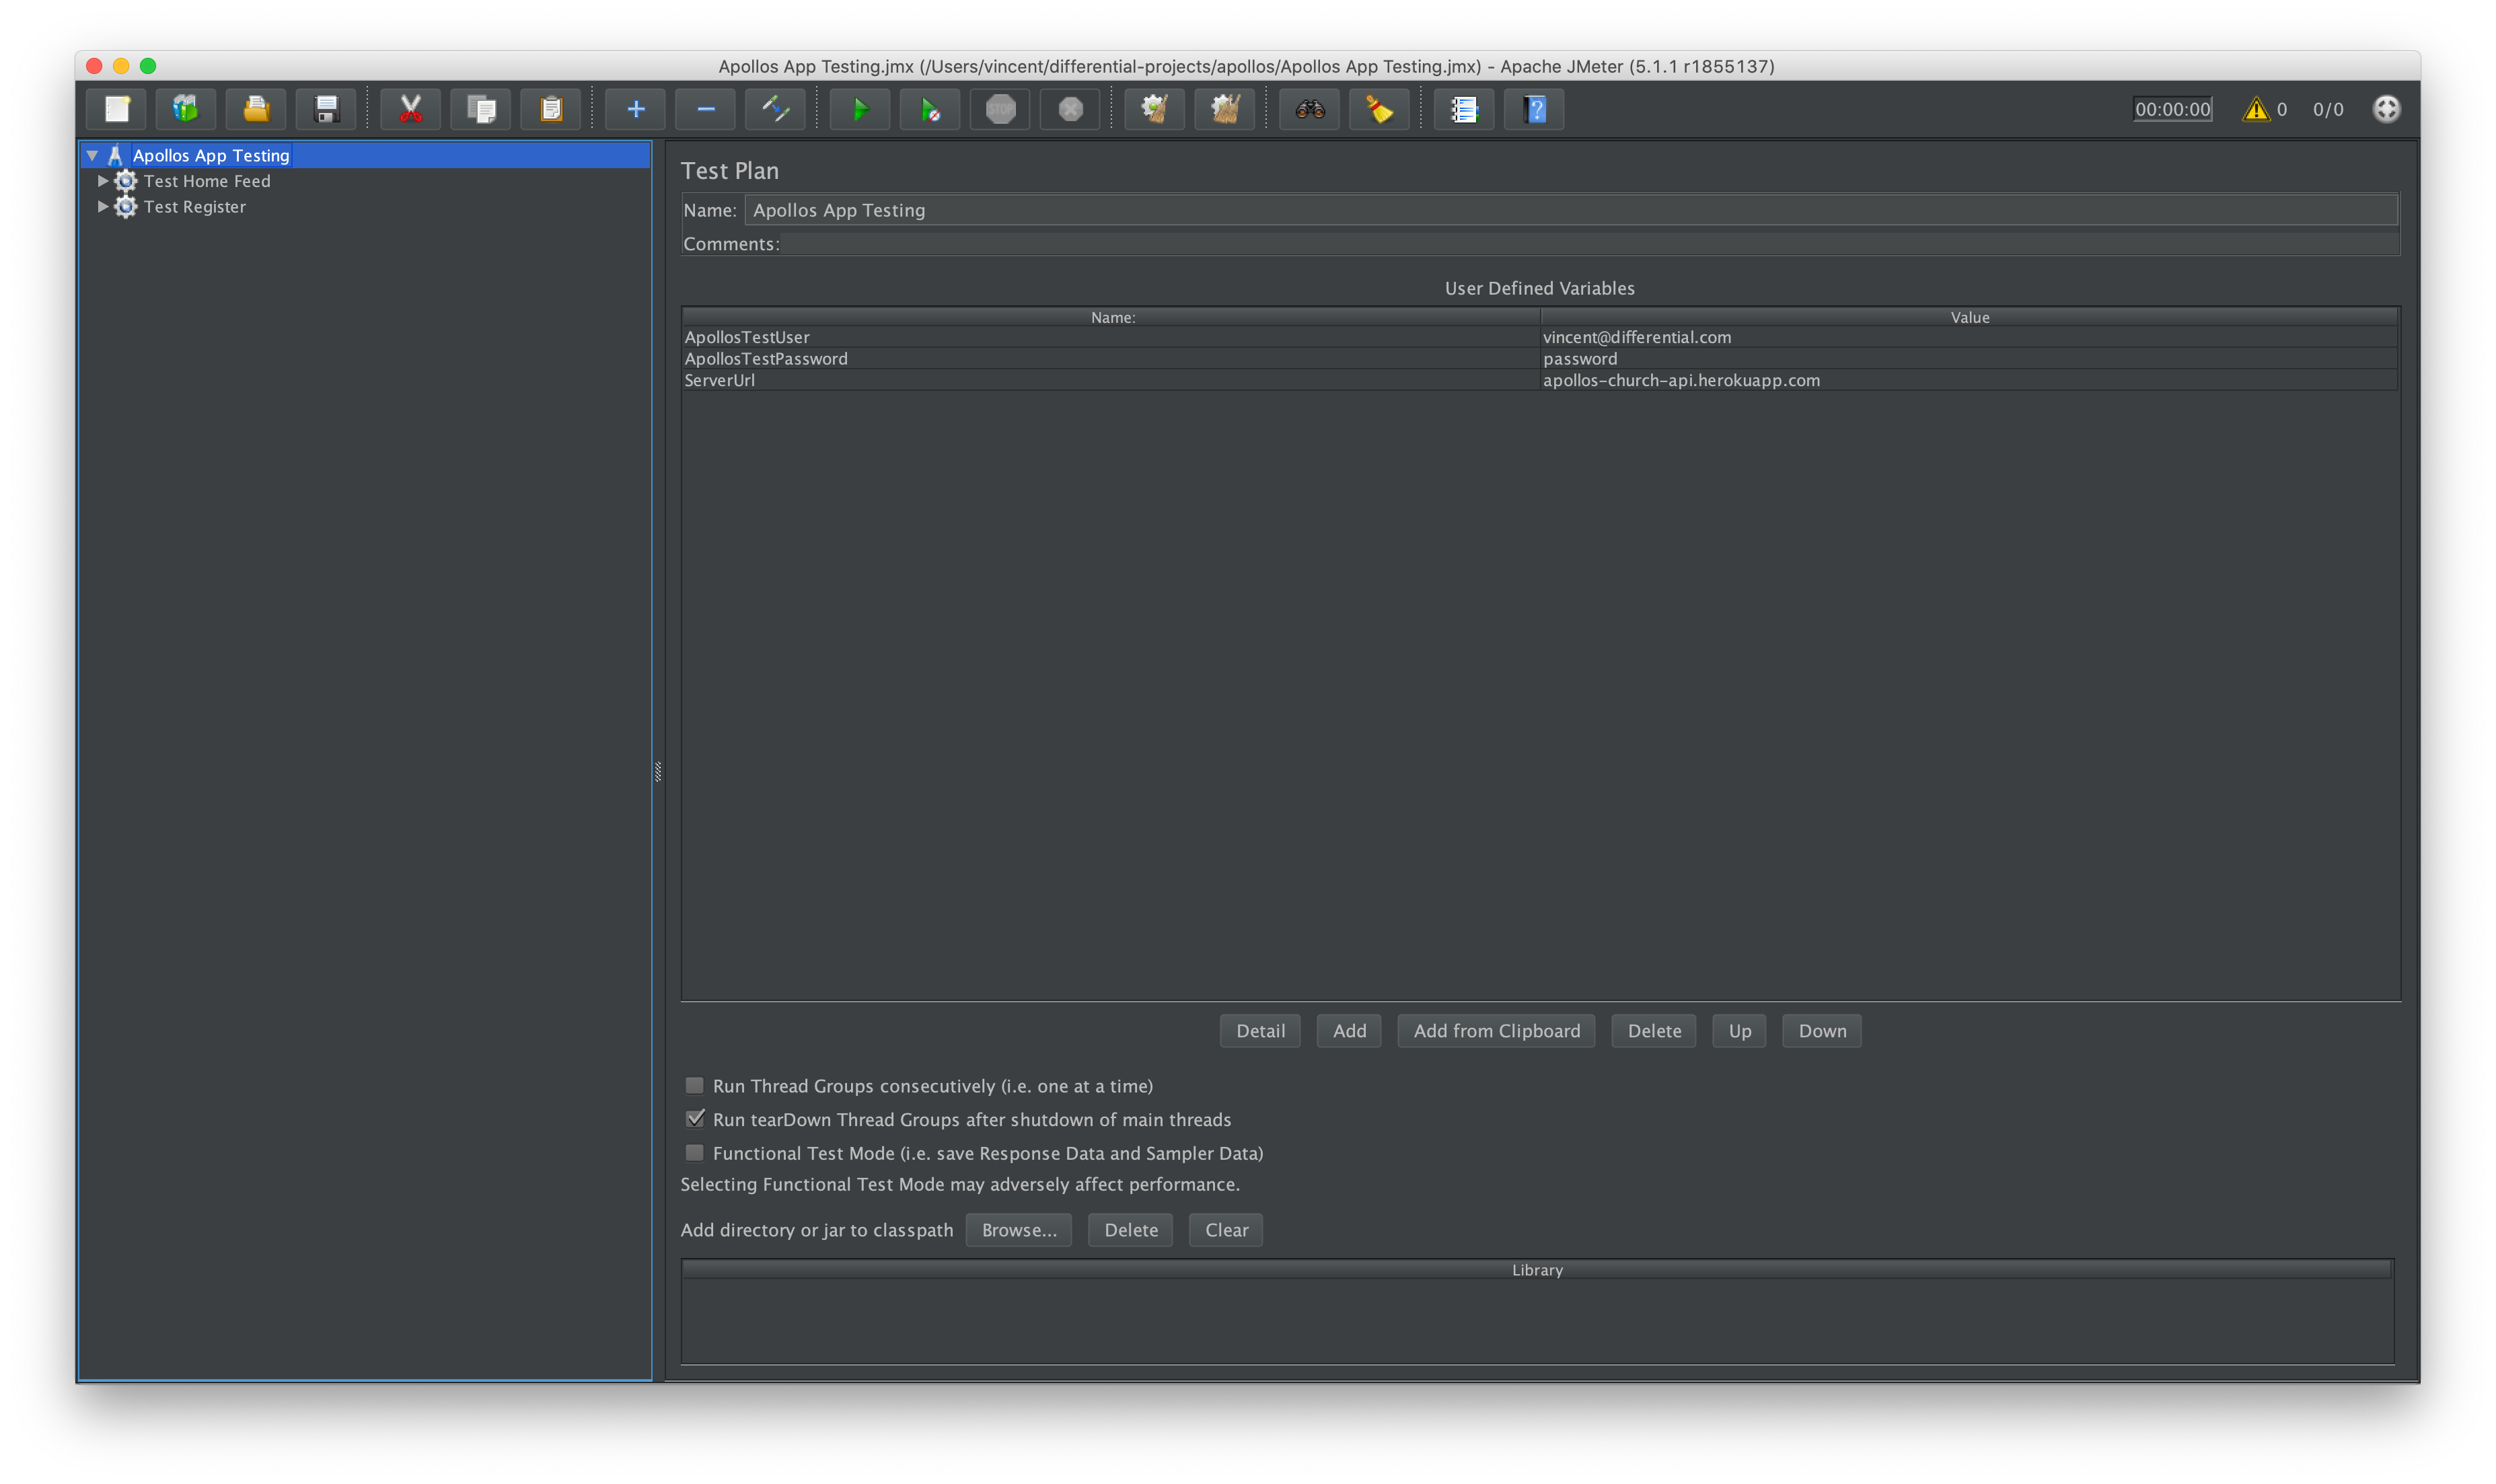 Apollos App Testing.jmx (/Users/vincent/differential-projects/apollos/Apollos App Testing.jmx) - Apache JMeter (5.1.1 r1855137)
STOP
?
00:00:00
0
0/0
Apollos App Testing
Test Home Feed
Test Register
Test Plan
Name: Apollos App Testing
Comments:
User Defined Variables
Name: Value
ApollosTestUser vincent@differential.com
ApollosTestPassword password
ServerUrl apollos-church-api.herokuapp.com
Detail Add Add from Clipboard Delete Up Down
Run Thread Groups consecutively (i.e. one at a time)
Run tearDown Thread Groups after shutdown of main threads
Functional Test Mode (i.e. save Response Data and Sampler Data)
Selecting Functional Test Mode may adversely affect performance.
Add directory or jar to classpath Browse... Delete Clear
Library